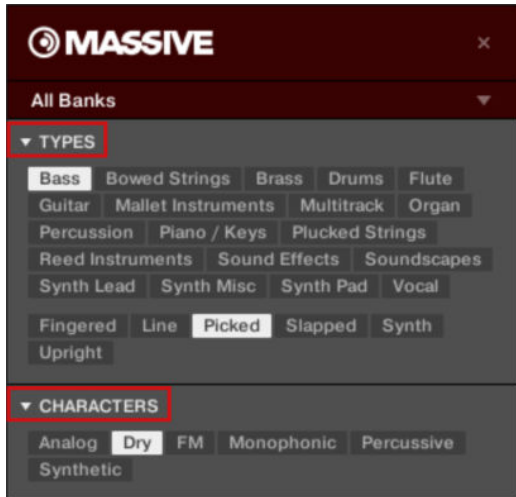 MASSIVE
All Banks
TYPES
Bass Bowed Strings Brass Drums Flute
Guitar Mallet Instruments Multitrack Organ
Percussion Piano / Keys Plucked Strings
Reed Instruments Sound Effects Soundscapes
Synth Lead Synth Misc Synth Pad Vocal
Fingered Line Picked Slapped Synth
Upright
CHARACTERS
Analog Dry FM Monophonic Percussive
Synthetic